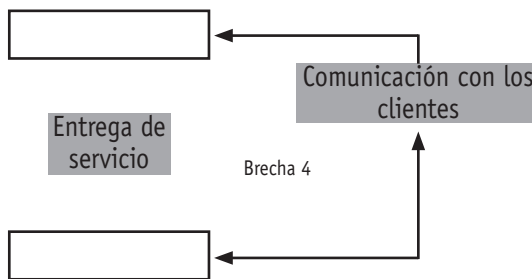 Comunicación con los
clientes
Entrega de
servicio
Brecha 4